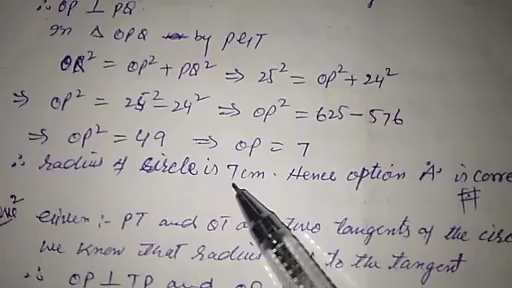 ∴ OP ⊥ PQ
In △ OPQ by PGT
OQ² = OP² + PQ² ⇒ 25² = OP² + 24²
⇒ OP² = 25² - 24² ⇒ OP² = 625 - 576
⇒ OP² = 49 ⇒ OP = 7
∴ Radius of circle is 7cm. Hence option 'A' is corre
2 Given :- PT and QT a two tangents of the circ
we know that radius to the tangent
∴ OP ⊥ TP and